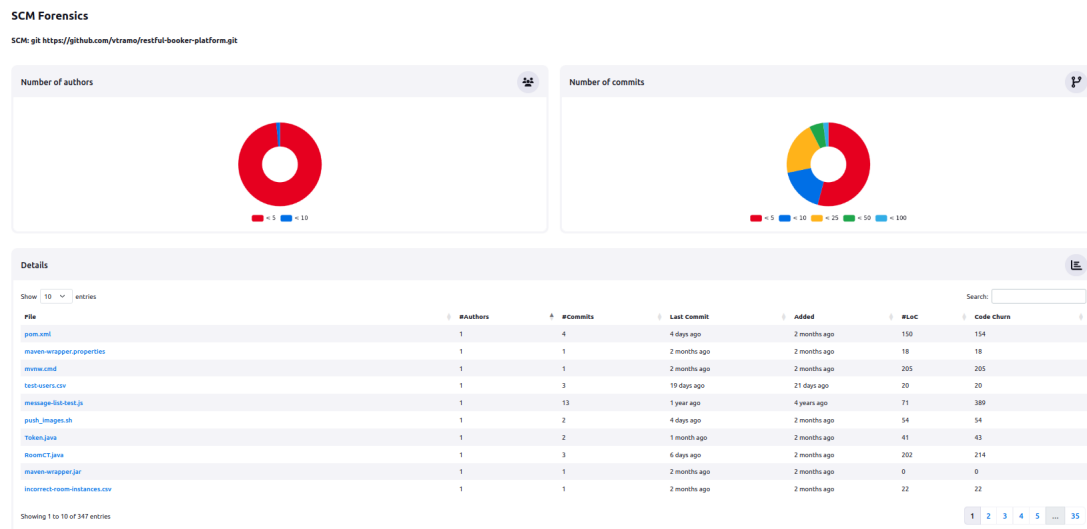 SCM Forensics
SCM: git https://github.com/vtramo/restful-booker-platform.git
Number of authors
< 5 < 10
Number of commits
< 5 < 10 < 25 < 50 < 100
Details
Show 10 entries Search:
File #Authors #Commits Last Commit Added #LoC Code Churn
pom.xml 1 4 4 days ago 2 months ago 150 154
maven-wrapper.properties 1 1 2 months ago 2 months ago 18 18
mvnw.cmd 1 1 2 months ago 2 months ago 205 205
test-users.csv 1 3 19 days ago 21 days ago 20 20
message-list-test.js 1 13 1 year ago 4 years ago 71 389
push_images.sh 1 2 4 days ago 2 months ago 54 54
Token.java 1 2 1 month ago 2 months ago 41 43
RoomCT.java 1 3 6 days ago 2 months ago 202 214
maven-wrapper.jar 1 1 2 months ago 2 months ago 0 0
incorrect-room-instances.csv 1 1 2 months ago 2 months ago 22 22
Showing 1 to 10 of 347 entries 1 2 3 4 5 ... 35